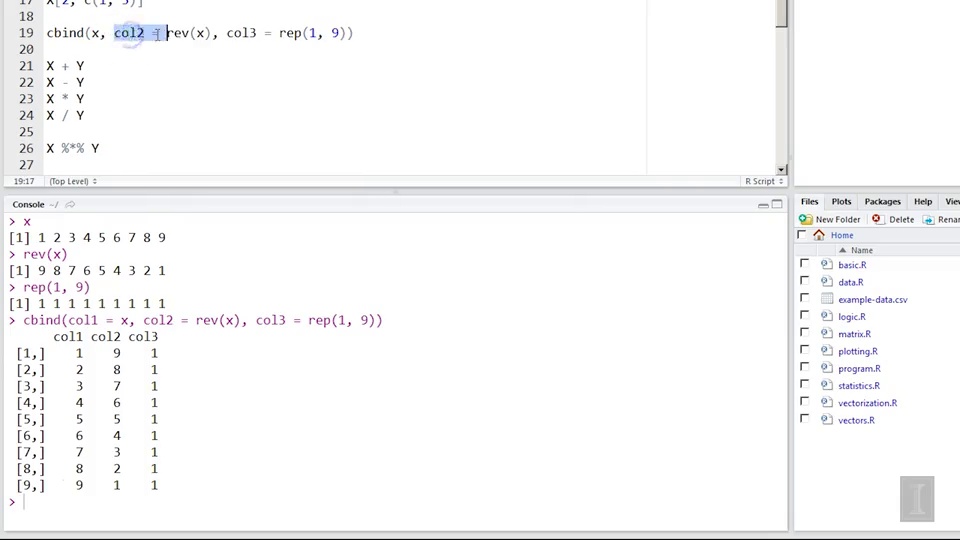 17 X[2, c(1, 3)]
18
19 cbind(x, col2 = rev(x), col3 = rep(1, 9))
20
21 X + Y
22 X - Y
23 X * Y
24 X / Y
25
26 X %*% Y
27
19:17 (Top Level) R Script
Console ~/
> x
[1] 1 2 3 4 5 6 7 8 9
> rev(x)
[1] 9 8 7 6 5 4 3 2 1
> rep(1, 9)
[1] 1 1 1 1 1 1 1 1 1
> cbind(col1 = x, col2 = rev(x), col3 = rep(1, 9))
col1 col2 col3
[1,] 1 9 1
[2,] 2 8 1
[3,] 3 7 1
[4,] 4 6 1
[5,] 5 5 1
[6,] 6 4 1
[7,] 7 3 1
[8,] 8 2 1
[9,] 9 1 1
>
Files Plots Packages Help Vie
New Folder Delete Renar
Home
Name
basic.R
data.R
example-data.csv
logic.R
matrix.R
plotting.R
program.R
statistics.R
vectorization.R
vectors.R
I